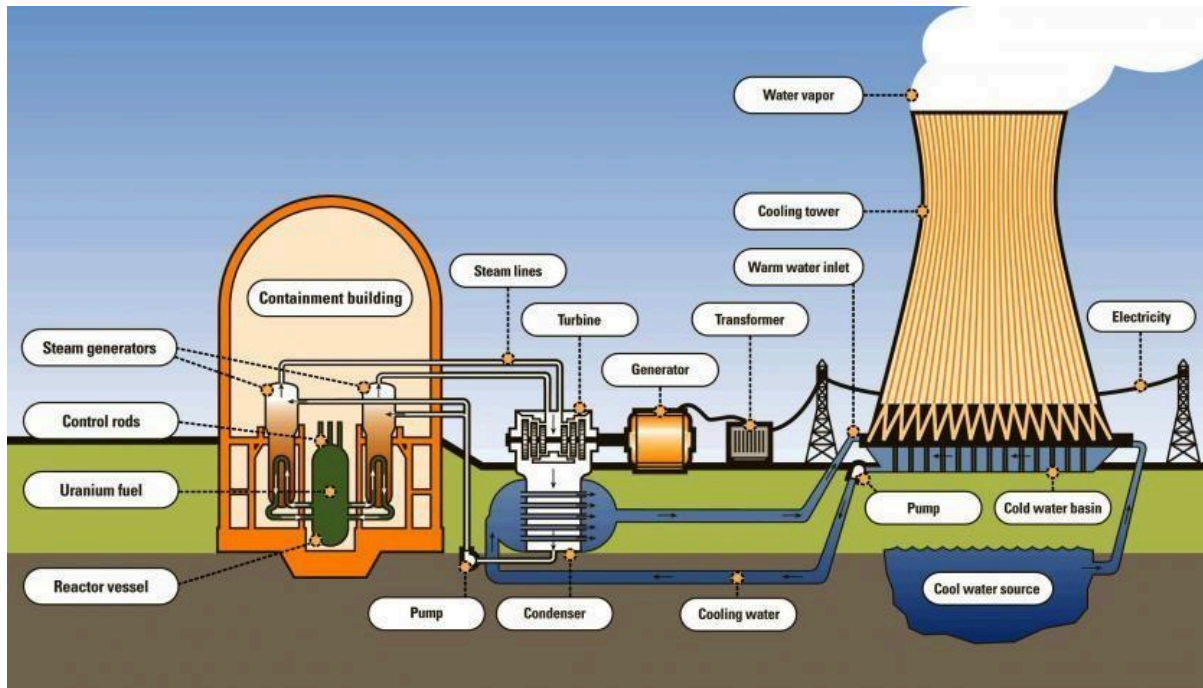 Water vapor
Cooling tower
Steam lines
Warm water inlet
Containment building
Turbine
Transformer
Electricity
Steam generators
Generator
Control rods
Uranium fuel
Pump
Cold water basin
Reactor vessel
Cool water source
Pump
Condenser
Cooling water